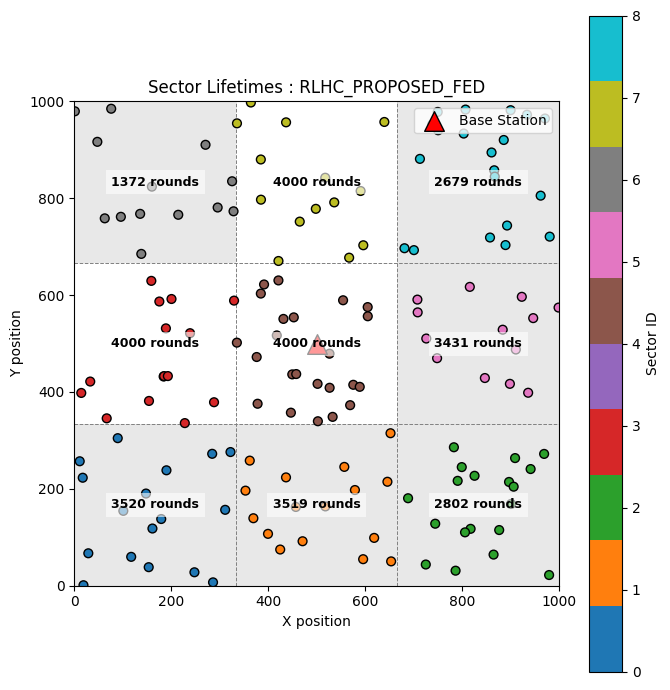 Sector Lifetimes : RLHC_PROPOSED_FED
Base Station
1372 rounds
4000 rounds
2679 rounds
4000 rounds
4000 rounds
3431 rounds
3520 rounds
3519 rounds
2802 rounds
Y position
1000
800
600
400
200
0
0
200
400
600
800
1000
X position
8
7
6
5
4
3
2
1
0
Sector ID